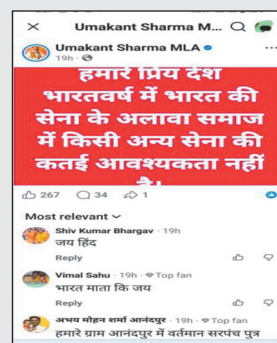 Umakant Sharma M...
Umakant Sharma MLA
19h
हमारे प्रिय देश
भारतवर्ष में भारत की
सेना के अलावा समाज
में किसी अन्य सेना की
कतई आवश्यकता नहीं
है।
267 34 1
Most relevant
Shiv Kumar Bhargav · 19h
जय हिंद
Reply
Vimal Sahu · 19h · Top fan
भारत माता कि जय
Reply
अभय मोहन शर्मा आनंदपुर · 19h · Top fan
हमारे ग्राम आनंदपुर में वर्तमान सरपंच पुत्र